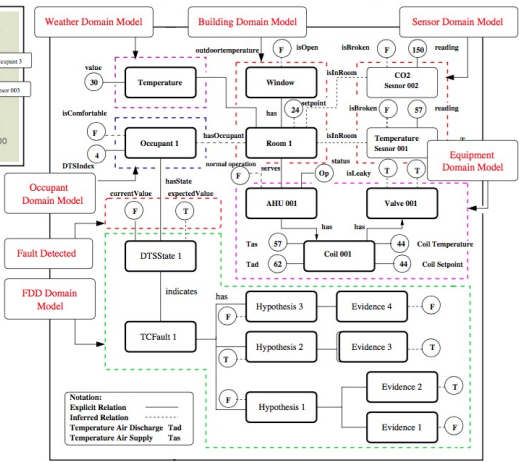 Weather Domain Model
Building Domain Model
Sensor Domain Model
cupant 3
sor 003
00
outdoortemperature
F
isOpen
isBroken
F
150
reading
value
30
Temperature
Window
CO2
Sesnor 002
isInRoom
has
24
setpoint
isBroken
F
57
reading
isComfortable
F
4
DTSIndex
Occupant 1
hasOccupant
Room 1
isInRoom
Temperature
Sesnor 001
status
normal operation
F
serves
Op
isLeaky
T
T
Equipment
Domain Model
Occupant
Domain Model
hasState
currentValue
expectedValue
F
T
AHU 001
Valve 001
has
has
Fault Detected
DTSState 1
Tas
57
Tad
62
Coil 001
44
Coil Temperature
44
Coil Setpoint
FDD Domain
Model
indicates
has
F
Hypothesis 3
Evidence 4
F
TCFault 1
T
Hypothesis 2
Evidence 3
T
F
Hypothesis 1
Evidence 2
T
Evidence 1
F
Notation:
Explicit Relation
Inferred Relation
Temperature Air Discharge Tad
Temperature Air Supply Tas